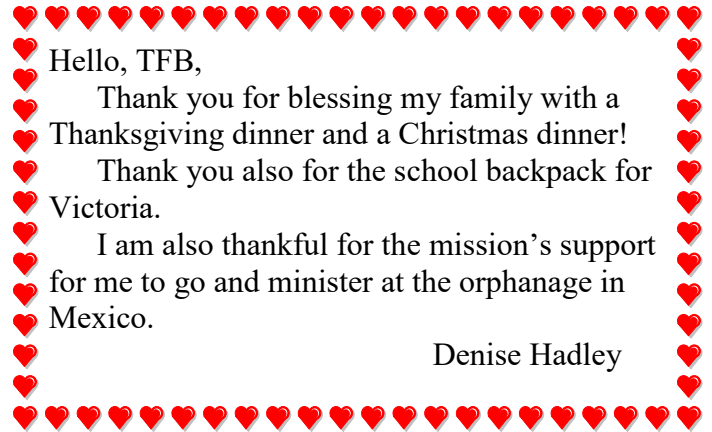 Hello, TFB,
Thank you for blessing my family with a
Thanksgiving dinner and a Christmas dinner!
Thank you also for the school backpack for
Victoria.
I am also thankful for the mission’s support
for me to go and minister at the orphanage in
Mexico.
Denise Hadley